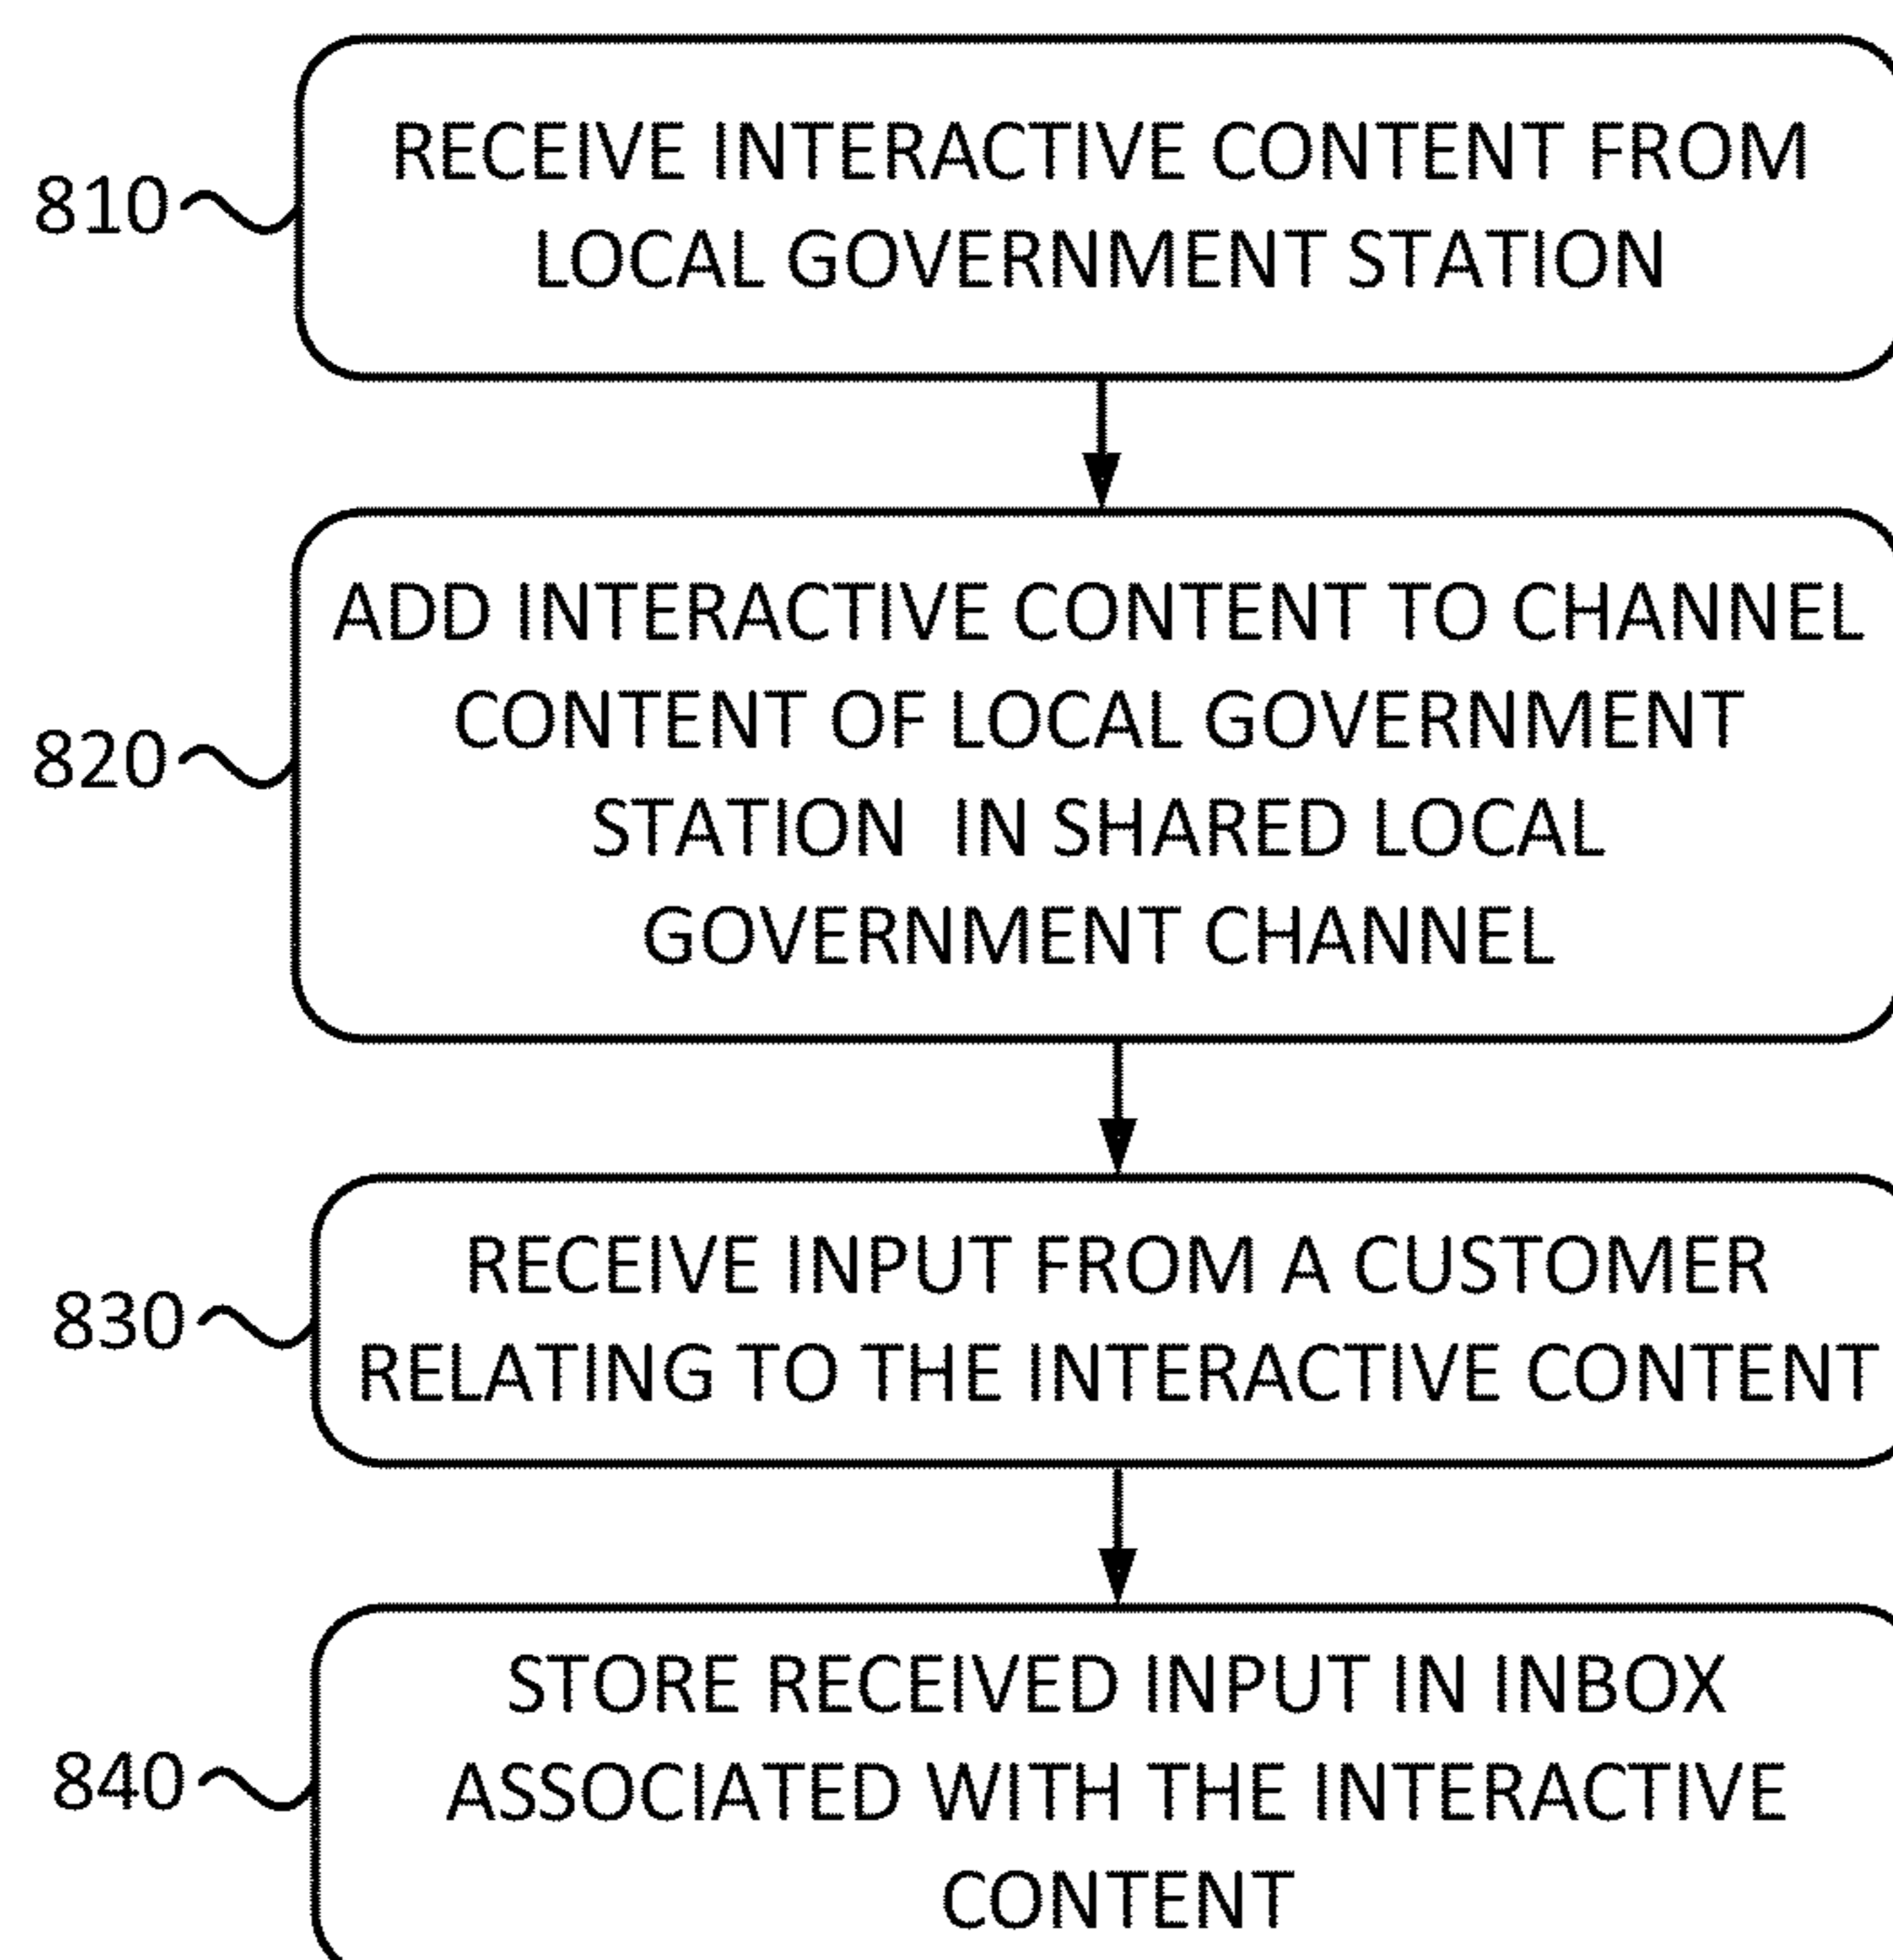 RECEIVE INTERACTIVE CONTENT FROM
810
LOCAL GOVERNMENT STATION
ADD INTERACTIVE CONTENT TO CHANNEL
CONTENT OF LOCAL GOVERNMENT
820
STATION IN SHARED LOCAL
GOVERNMENT CHANNEL
RECEIVE INPUT FROM A CUSTOMER
830
RELATING TO THE INTERACTIVE CONTENT
STORE RECEIVED INPUT IN INBOX
840
ASSOCIATED WITH THE INTERACTIVE
CONTENT